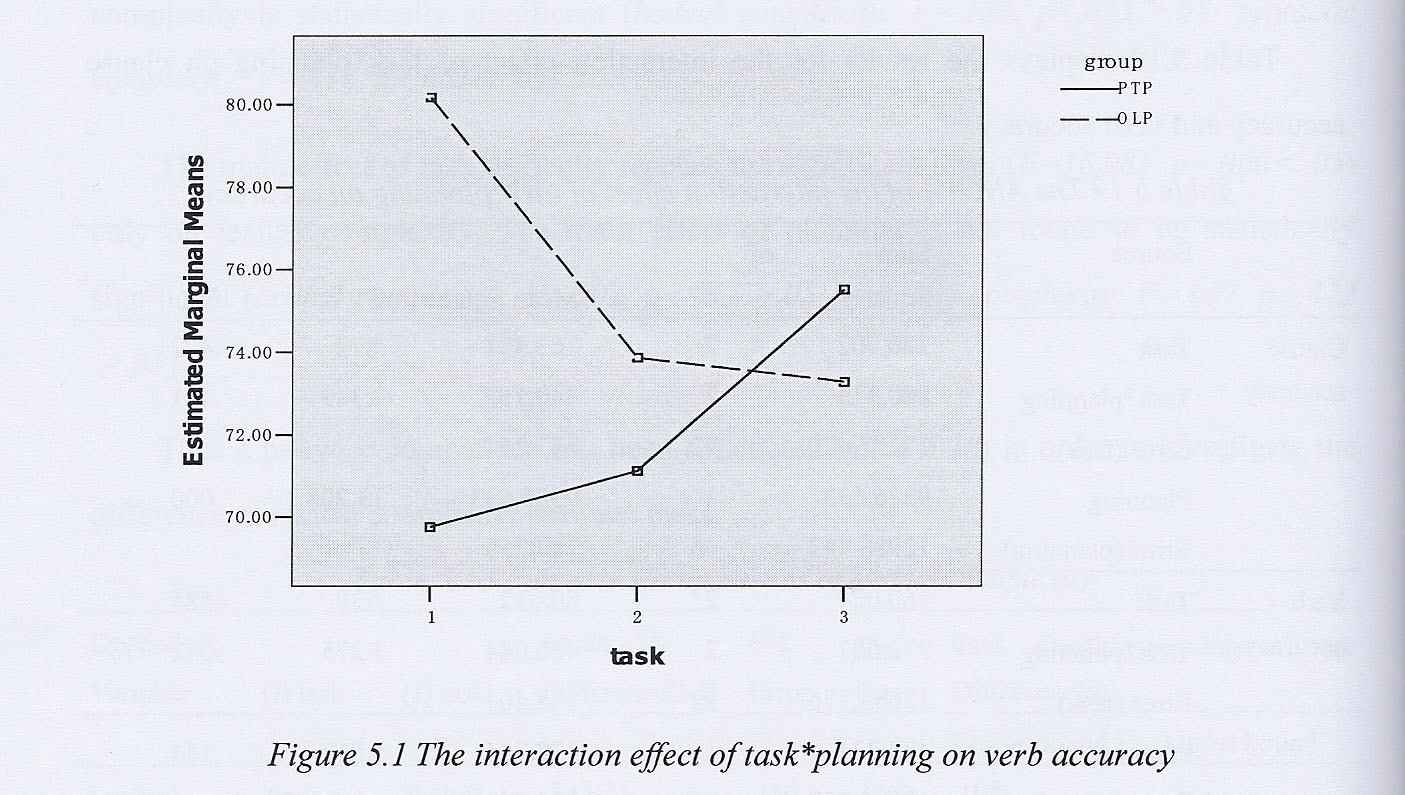 group
PTP
OLP
80.00
78.00
76.00
74.00
72.00
70.00
Estimated Marginal Means
1 2 3
task
Figure 5.1 The interaction effect of task*planning on verb accuracy